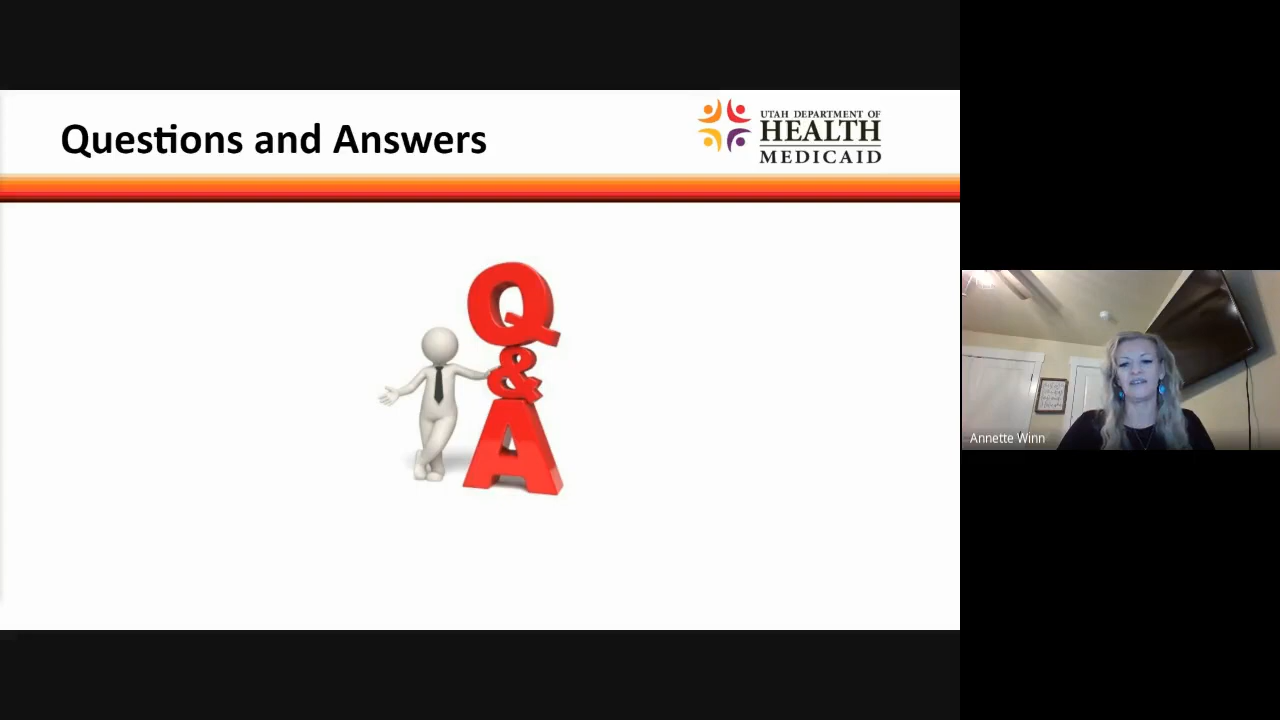 Questions and Answers
UTAH DEPARTMENT OF
HEALTH
MEDICAID
Q
&
A
Annette Winn